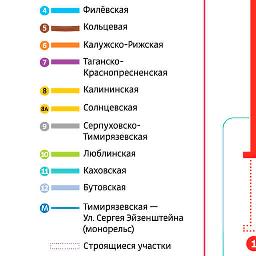 4 Филёвская
5 Кольцевая
6 Калужско-Рижская
7 Таганско-
Краснопресненская
8 Калининская
8А Солнцевская
9 Серпуховско-
Тимирязевская
10 Люблинская
11 Каховская
12 Бутовская
М Тимирязевская —
Ул. Сергея Эйзенштейна
(монорельс)
Строящиеся участки
1